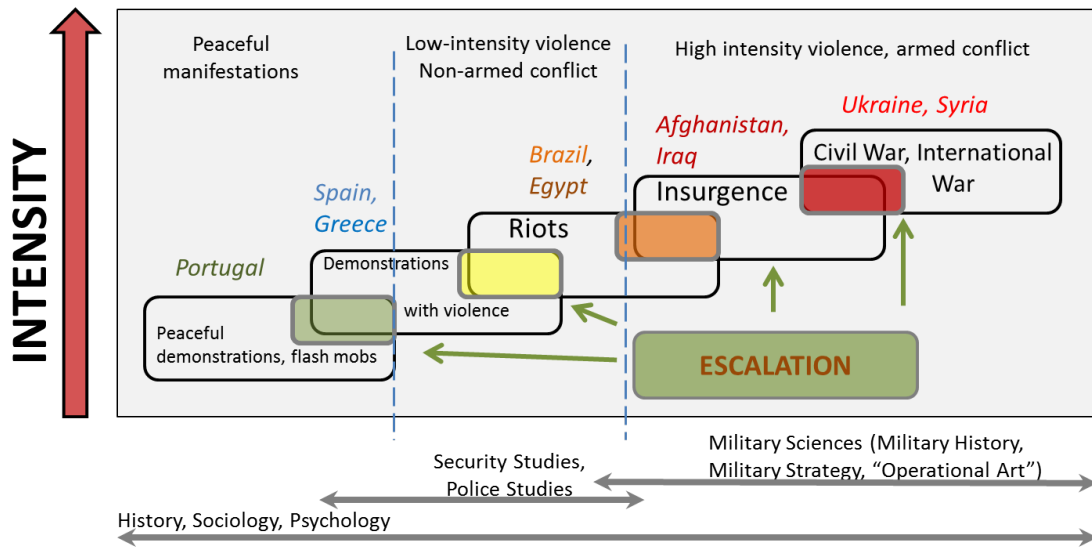 Peaceful
manifestations
Low-intensity violence
Non-armed conflict
High intensity violence, armed conflict
INTENSITY
Ukraine, Syria
Afghanistan,
Iraq
Civil War, International
War
Brazil,
Egypt
Insurgence
Spain,
Greece
Riots
Portugal
Demonstrations
with violence
Peaceful
demonstrations, flash mobs
ESCALATION
Military Sciences (Military History,
Military Strategy, “Operational Art”)
Security Studies,
Police Studies
History, Sociology, Psychology